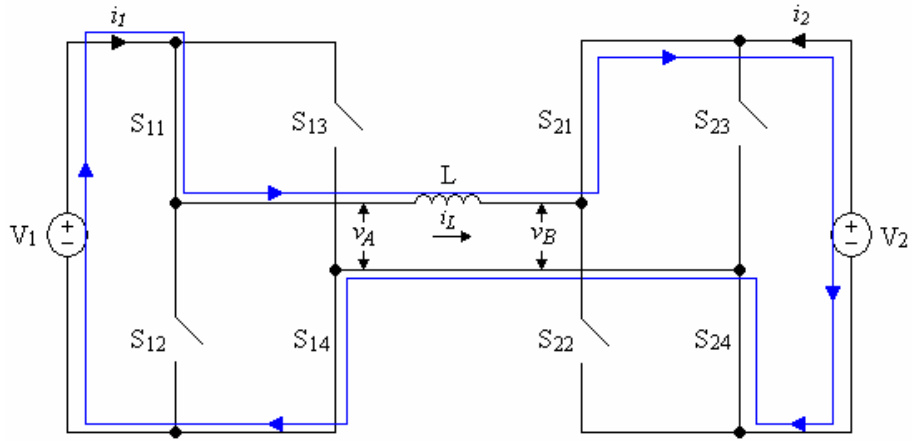 i1
i2
S11
S13
S21
S23
L
V1
+
−
vA
iL
vB
+
−
V2
S12
S14
S22
S24